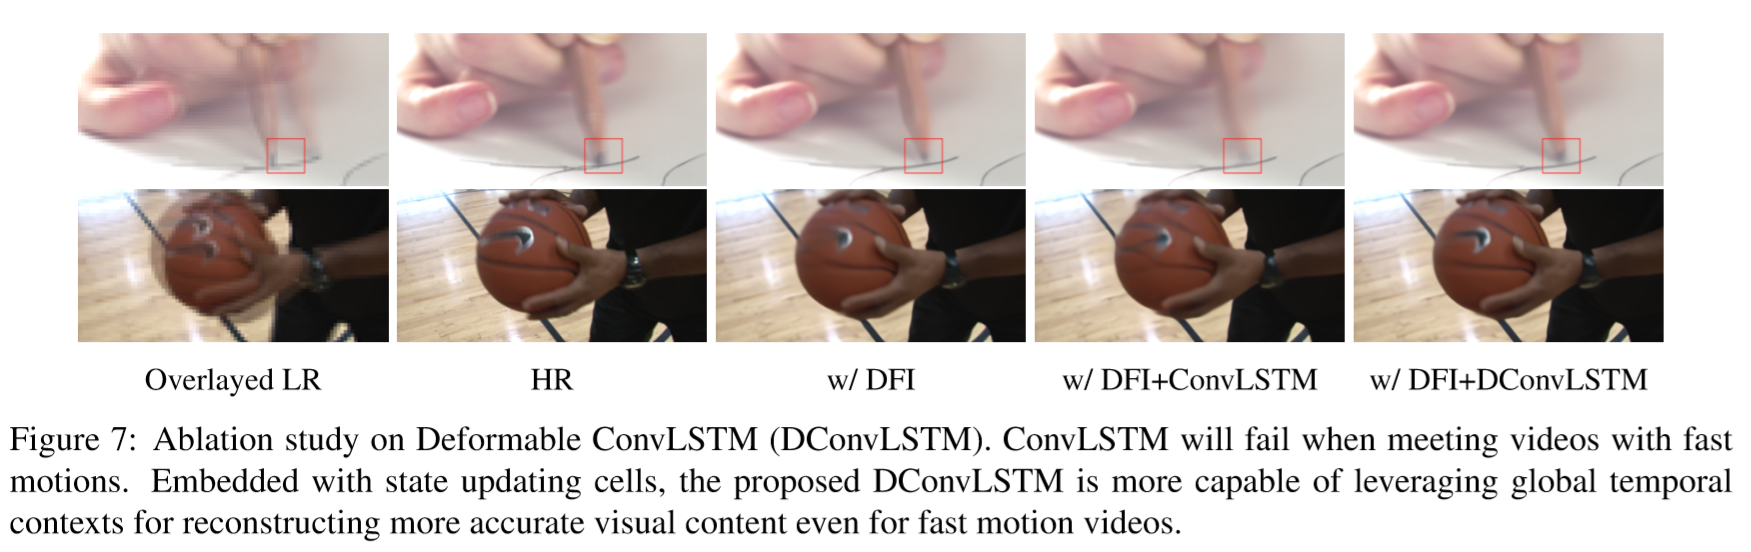 Overlayed LR
HR
w/ DFI
w/ DFI+ConvLSTM
w/ DFI+DConvLSTM
Figure 7: Ablation study on Deformable ConvLSTM (DConvLSTM). ConvLSTM will fail when meeting videos with fast
motions. Embedded with state updating cells, the proposed DConvLSTM is more capable of leveraging global temporal
contexts for reconstructing more accurate visual content even for fast motion videos.